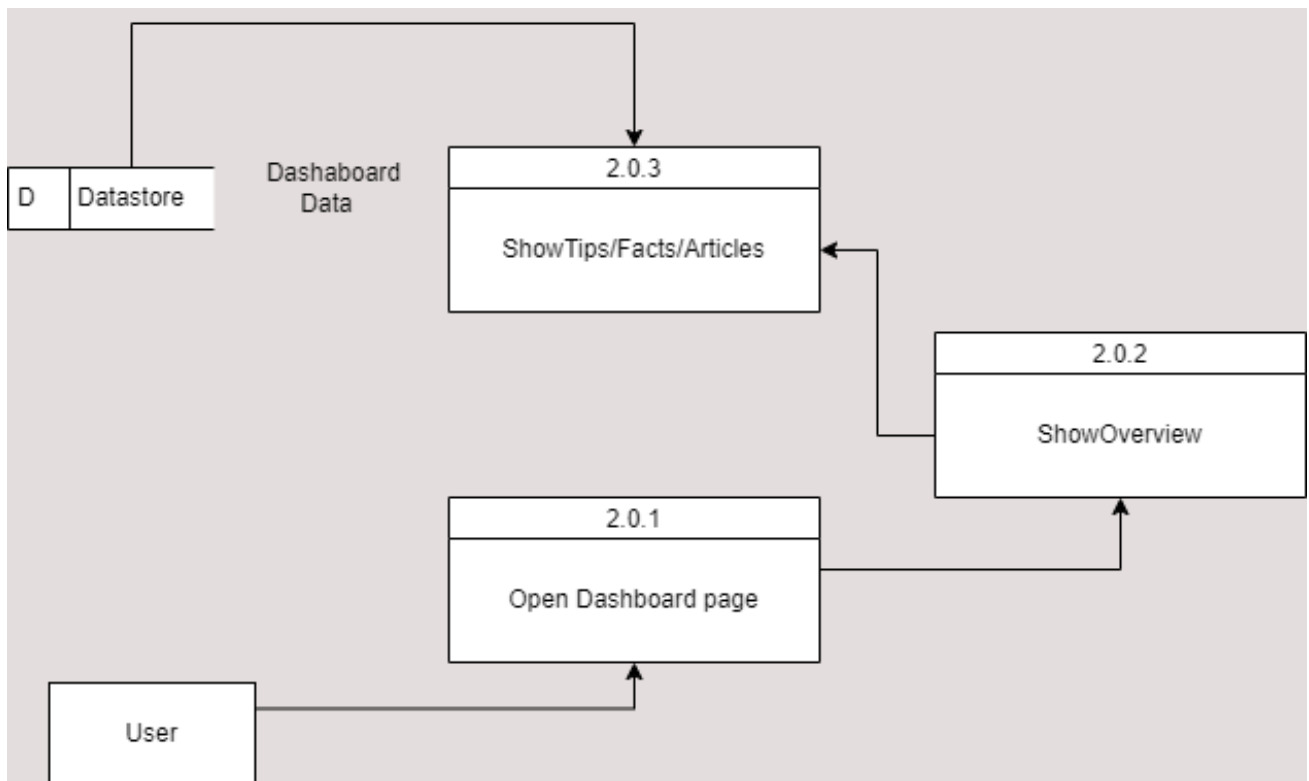 2.0.3
Dashaboard
Data
D
Datastore
ShowTips/Facts/Articles
2.0.2
ShowOverview
2.0.1
Open Dashboard page
User